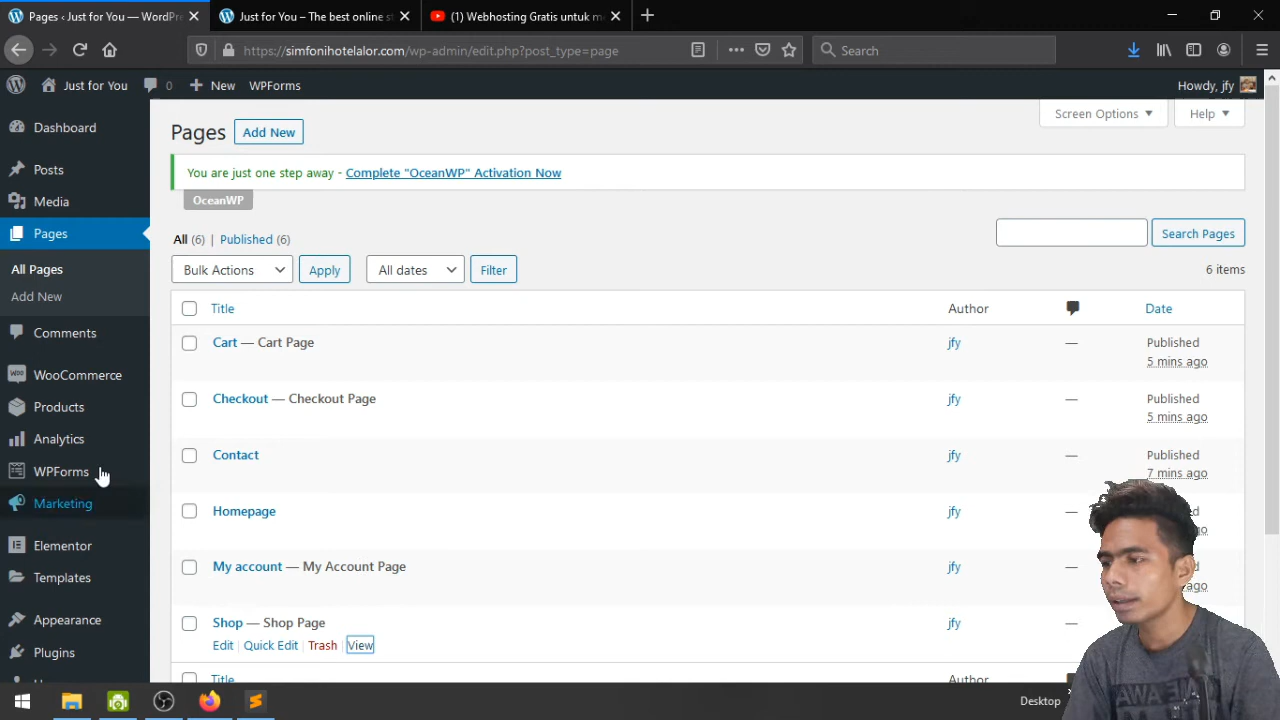 Pages ‹ Just for You — WordPre
Just for You – The best online st
(1) Webhosting Gratis untuk me
https://simfonihotelalor.com/wp-admin/edit.php?post_type=page
Search
Just for You
0
New
WPForms
Howdy, jfy
Dashboard
Posts
Media
Pages
All Pages
Add New
Comments
WooCommerce
Products
Analytics
WPForms
Marketing
Elementor
Templates
Appearance
Plugins
Pages
Add New
Screen Options
Help
You are just one step away - Complete "OceanWP" Activation Now
OceanWP
All (6) | Published (6)
Search Pages
Bulk Actions
Apply
All dates
Filter
6 items
Title
Author
Date
Cart — Cart Page
jfy
—
Published
5 mins ago
Checkout — Checkout Page
jfy
—
Published
5 mins ago
Contact
jfy
—
Published
7 mins ago
Homepage
jfy
—
My account — My Account Page
jfy
—
Shop — Shop Page
jfy
Edit | Quick Edit | Trash | View
Title
Author
Desktop